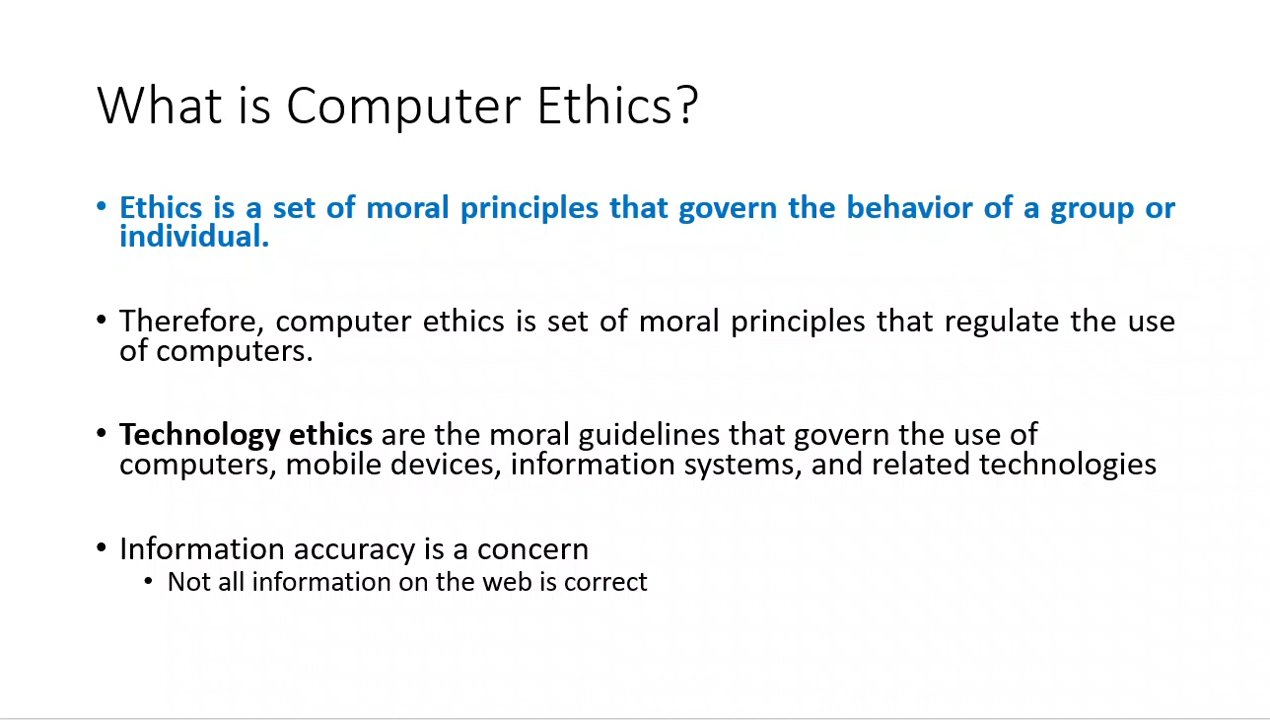 What is Computer Ethics?
• Ethics is a set of moral principles that govern the behavior of a group or
individual.
• Therefore, computer ethics is set of moral principles that regulate the use
of computers.
• Technology ethics are the moral guidelines that govern the use of
computers, mobile devices, information systems, and related technologies
• Information accuracy is a concern
• Not all information on the web is correct